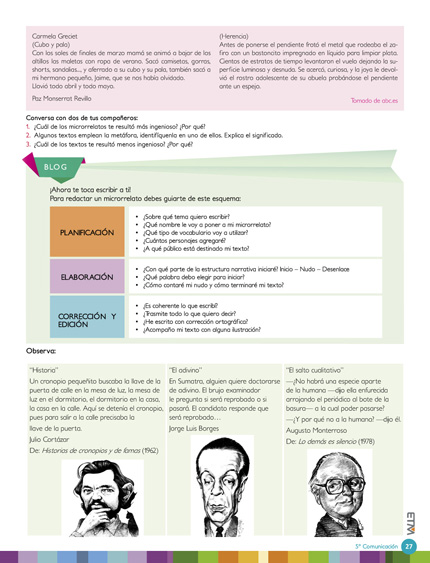 Carmela Greciet
(Cuba y pala)
Con los soles de finales de marzo mamá se animó a bajar de los
altillos las maletas con ropa de verano. Sacó camisetas, gorras,
shorts, sandalias..., y aferrado a su cubo y su pala, también sacó a
mi hermano pequeño, Jaime, que se nos había olvidado.
Llovió todo abril y todo mayo.
Paz Monserrat Revillo
(Herencia)
Antes de ponerse el pendiente frotó el metal que rodeaba el za-
firo con un bastoncito impregnado en líquido para limpiar plata.
Cientos de estratos de tiempo levantaron el vuelo dejando la su-
perficie luminosa y desnuda. Se acercó, curiosa, y la joya le devol-
vió el rostro adolescente de su abuela probándose el pendiente
ante un espejo.
Tomado de abc.es
Conversa con dos de tus compañeros:
1. ¿Cuál de los microrrelatos te resultó más ingenioso? ¿Por qué?
2. Algunos textos emplean la metáfora, identifíquenla en uno de ellos. Explica el significado.
3. ¿Cuál de los textos te resultó menos ingenioso? ¿Por qué?
BLOG
¡Ahora te toca escribir a ti!
Para redactar un microrrelato debes guiarte de este esquema:
PLANIFICACIÓN
• ¿Sobre qué tema quiero escribir?
• ¿Qué nombre le voy a poner a mi microrrelato?
• ¿Qué tipo de vocabulario voy a utilizar?
• ¿Cuántos personajes agregaré?
• ¿A qué público está destinado mi texto?
ELABORACIÓN
• ¿Con qué parte de la estructura narrativa iniciaré? Inicio – Nudo – Desenlace
• ¿Qué palabra debo elegir para iniciar?
• ¿Cómo contaré mi nudo y cómo terminaré mi texto?
CORRECCIÓN Y
EDICIÓN
• ¿Es coherente lo que escribí?
• ¿Trasmite todo lo que quiero decir?
• ¿He escrito con corrección ortográfica?
• ¿Acompaño mi texto con alguna ilustración?
Observa:
“Historia”
Un cronopio pequeñito buscaba la llave de la
puerta de calle en la mesa de luz, la mesa de
luz en el dormitorio, el dormitorio en la casa,
la casa en la calle. Aquí se detenía el cronopio,
pues para salir a la calle precisaba la
llave de la puerta.
Julio Cortázar
De: Historias de cronopios y de famas (1962)
“El adivino”
En Sumatra, alguien quiere doctorarse
de adivino. El brujo examinador
le pregunta si será reprobado o si
pasará. El candidato responde que
será reprobado…
Jorge Luis Borges
“El salto cualitativo”
—¿No habrá una especie aparte
de la humana —dijo ella enfurecida
arrojando el periódico al bote de la
basura— a la cual poder pasarse?
—¿Y por qué no a la humana? —dijo él.
Augusto Monterroso
De: Lo demás es silencio (1978)
5° Comunicación
27